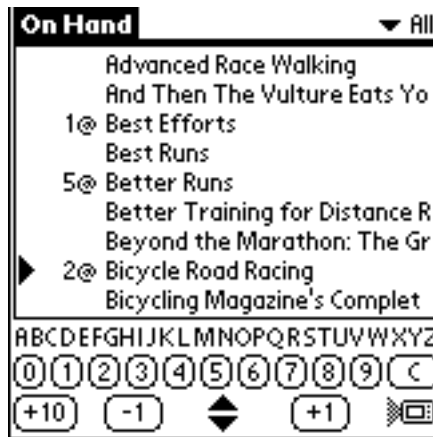 On Hand All
Advanced Race Walking
And Then The Vulture Eats Yo
1@ Best Efforts
Best Runs
5@ Better Runs
Better Training for Distance R
Beyond the Marathon: The Gr
2@ Bicycle Road Racing
Bicycling Magazine's Complet
ABCDEFGHIJKLMNOPQRSTUVWXYZ
0 1 2 3 4 5 6 7 8 9 C
+10 -1 +1